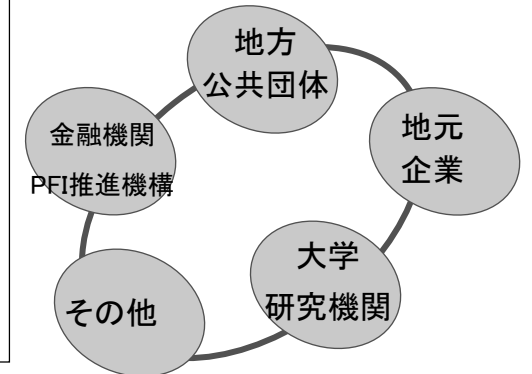 地方
公共団体
地元
企業
大学
研究機関
その他
金融機関
PFI推進機構